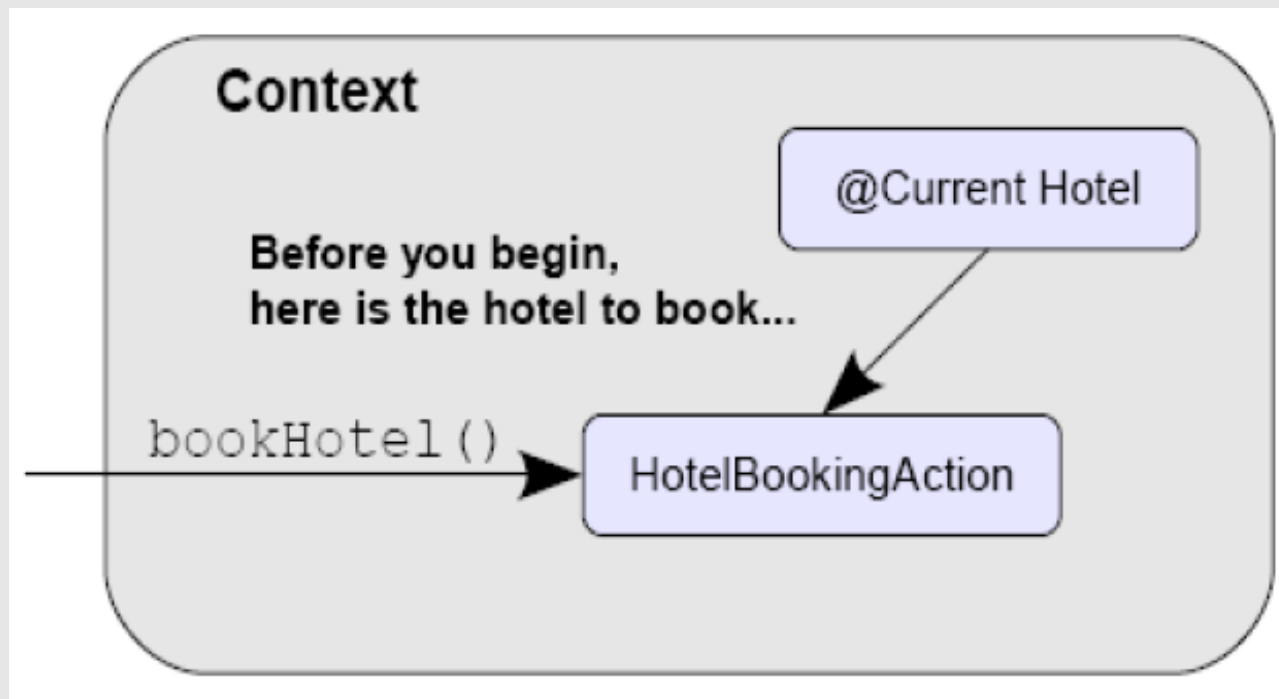 Context
@Current Hotel
Before you begin,
here is the hotel to book...
bookHotel()
HotelBookingAction